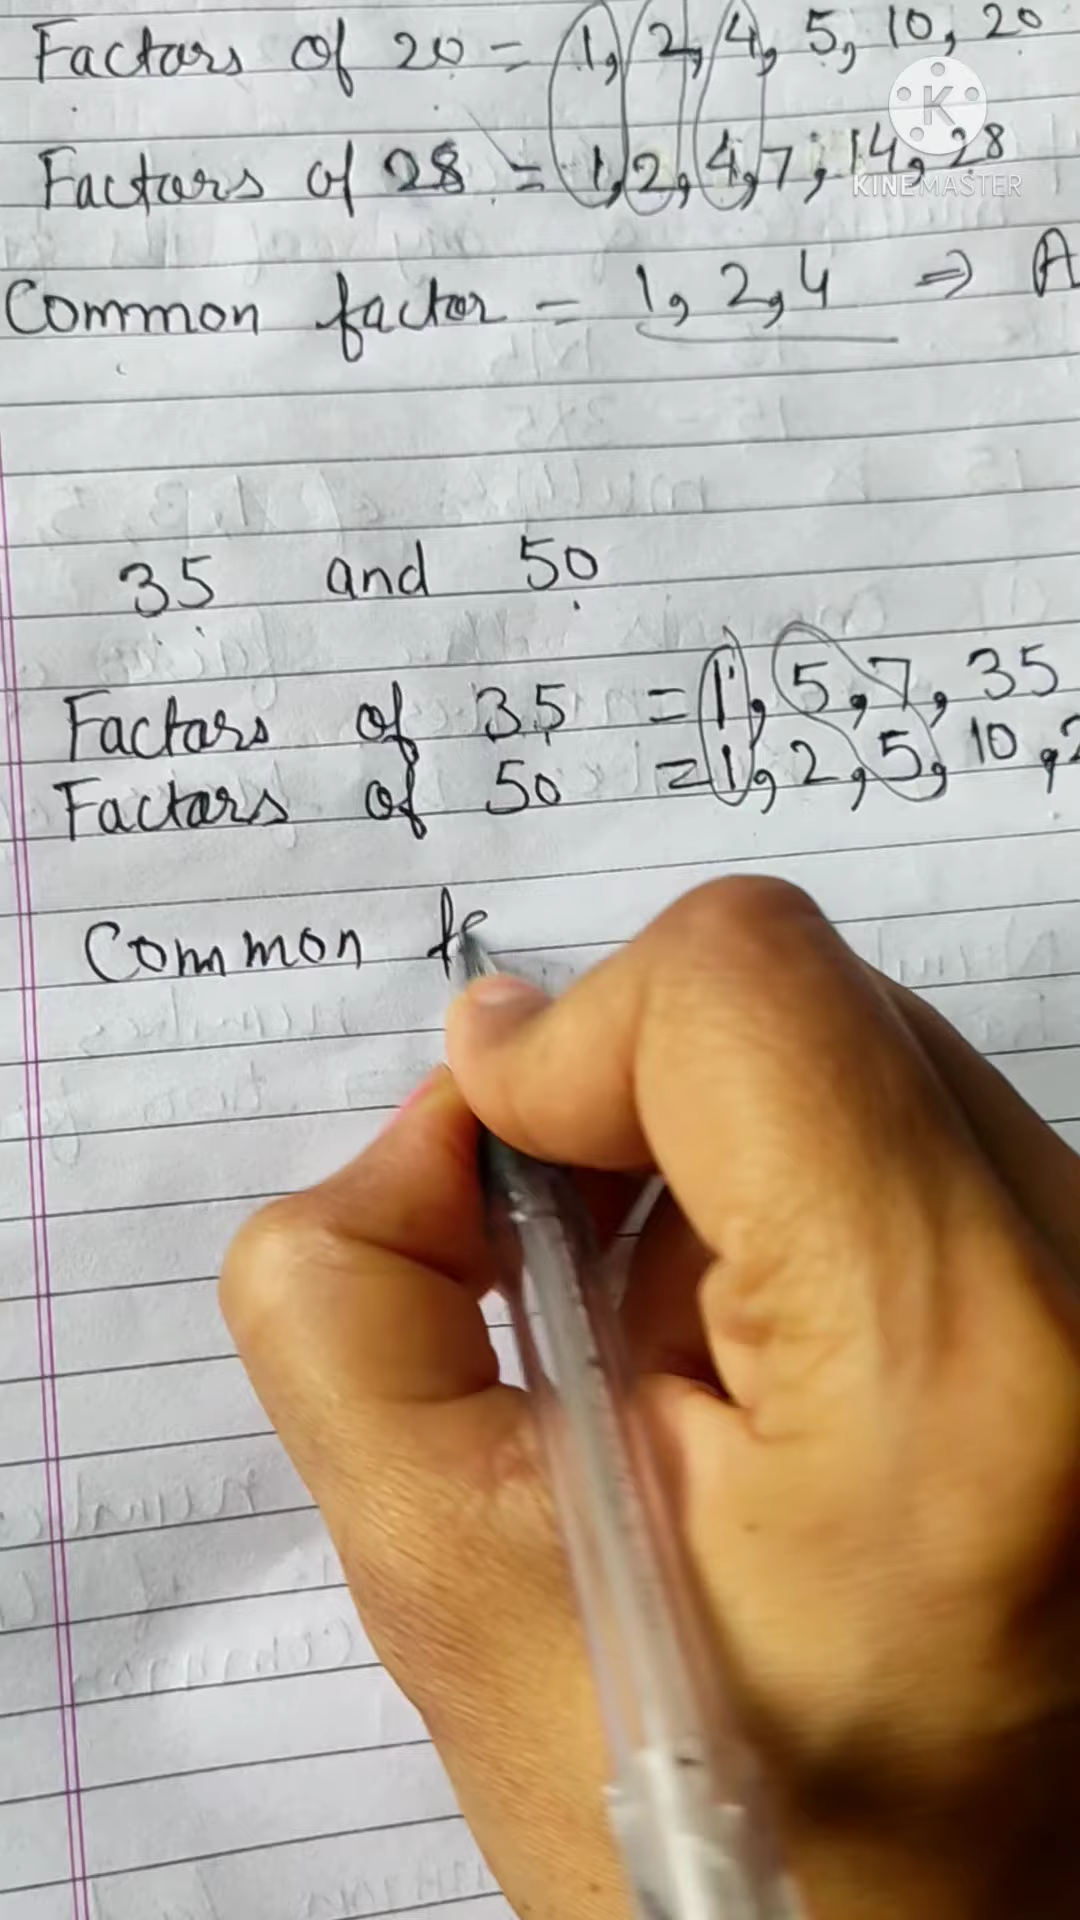 Factors of 20 = 1, 2, 4, 5, 10, 20
Factors of 28 = 1, 2, 4, 7, 14, 28
K
KINEMASTER
Common factor = 1, 2, 4 ⇒ A
35 and 50
Factors of 35 = 1, 5, 7, 35
Factors of 50 = 1, 2, 5, 10, 2
Common fa